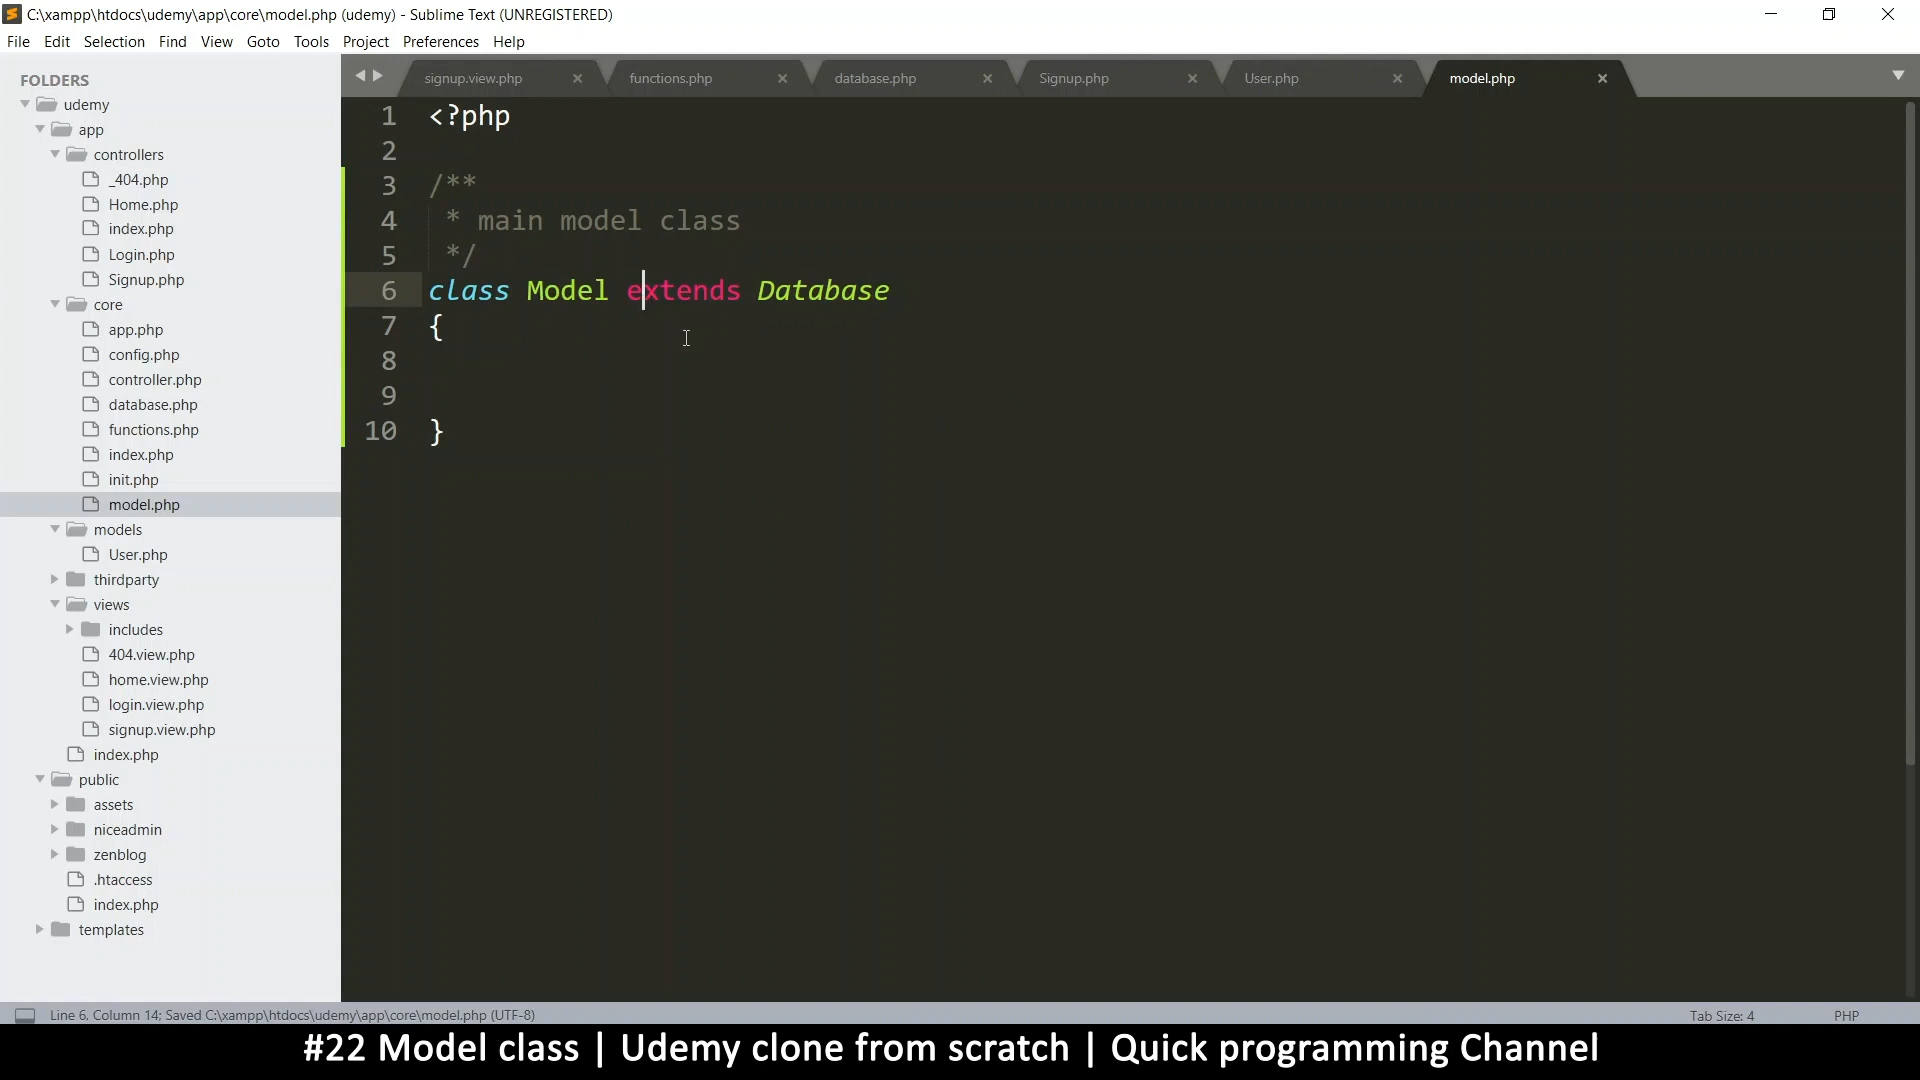 C:\xampp\htdocs\udemy\app\core\model.php (udemy) - Sublime Text (UNREGISTERED)
File Edit Selection Find View Goto Tools Project Preferences Help
FOLDERS
udemy
app
controllers
_404.php
Home.php
index.php
Login.php
Signup.php
core
app.php
config.php
controller.php
database.php
functions.php
index.php
init.php
model.php
models
User.php
thirdparty
views
includes
404.view.php
home.view.php
login.view.php
signup.view.php
index.php
public
assets
niceadmin
zenblog
.htaccess
index.php
templates
signup.view.php functions.php database.php Signup.php User.php model.php
1 <?php
2
3 /**
4 * main model class
5 */
6 class Model extends Database
7 {
8
9
10 }
Line 6, Column 14; Saved C:\xampp\htdocs\udemy\app\core\model.php (UTF-8) Tab Size: 4 PHP
#22 Model class | Udemy clone from scratch | Quick programming Channel